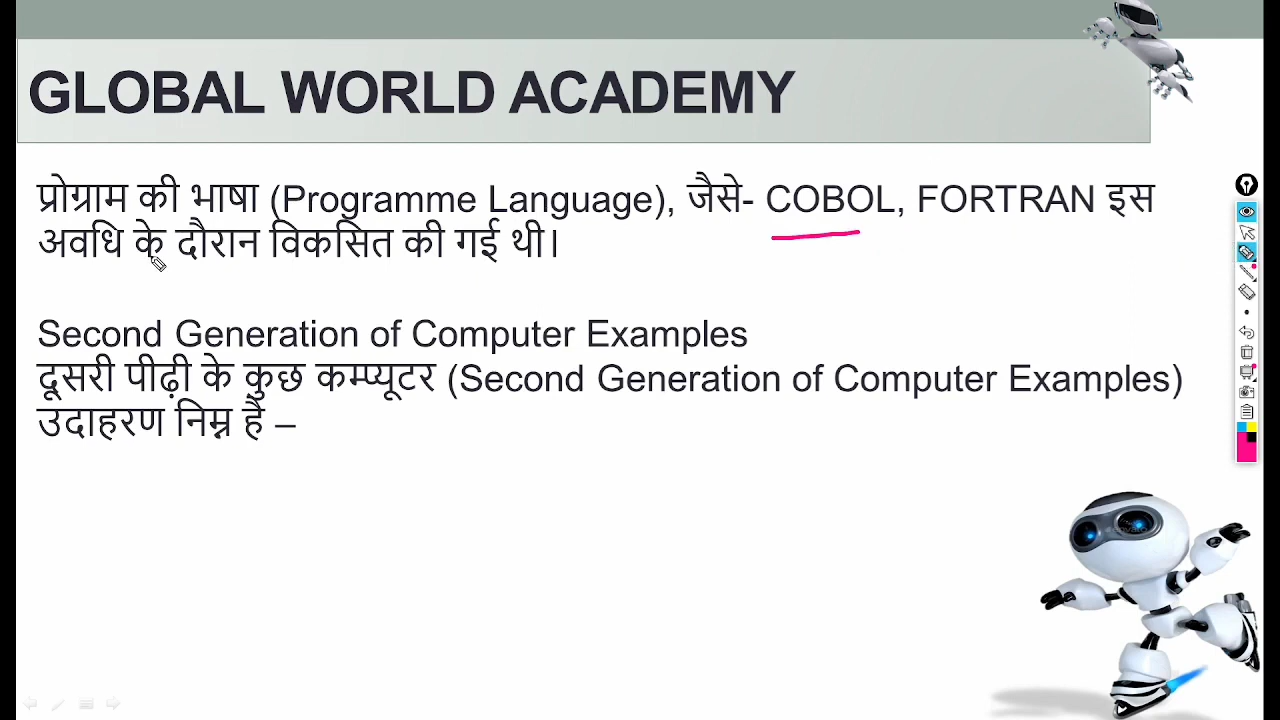 GLOBAL WORLD ACADEMY
प्रोग्राम की भाषा (Programme Language), जैसे- COBOL, FORTRAN इस
अवधि के दौरान विकसित की गई थी।
Second Generation of Computer Examples
दूसरी पीढ़ी के कुछ कम्प्यूटर (Second Generation of Computer Examples)
उदाहरण निम्न है –